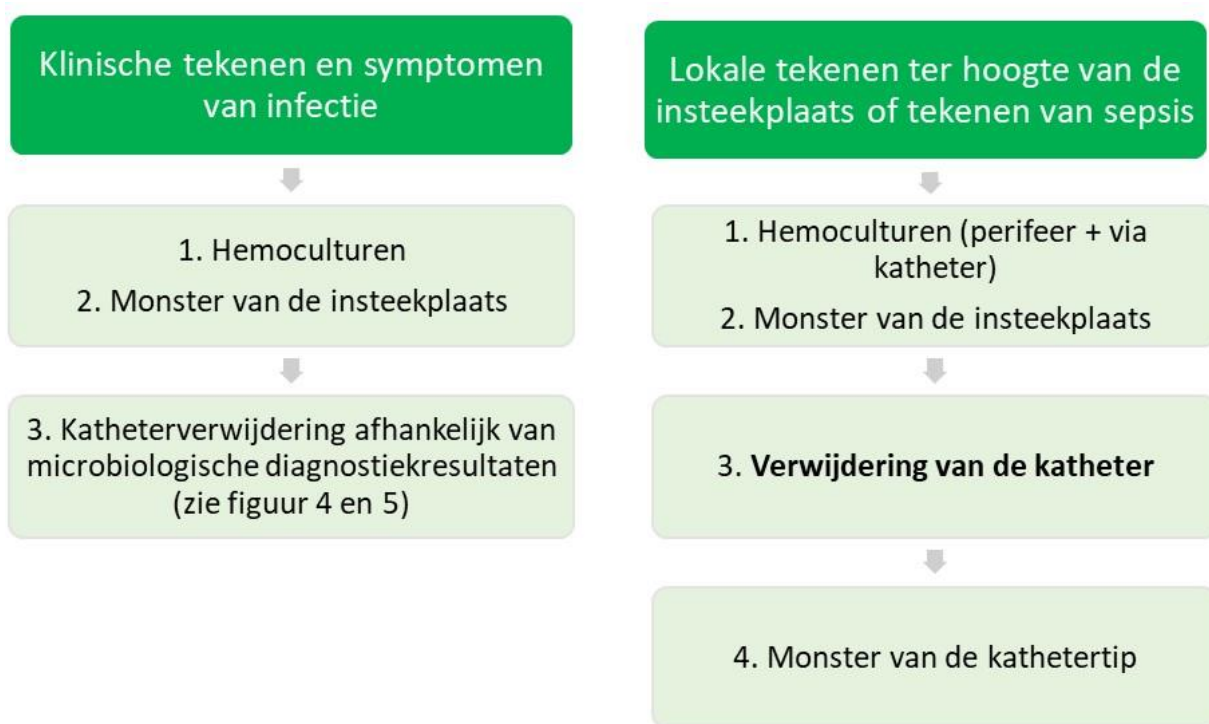 Klinische tekenen en symptomen
van infectie
1. Hemoculturen
2. Monster van de insteekplaats
3. Katheterverwijdering afhankelijk van
microbiologische diagnostiekresultaten
(zie figuur 4 en 5)
Lokale tekenen ter hoogte van de
insteekplaats of tekenen van sepsis
1. Hemoculturen (perifeer + via
katheter)
2. Monster van de insteekplaats
3. Verwijdering van de katheter
4. Monster van de kathetertip